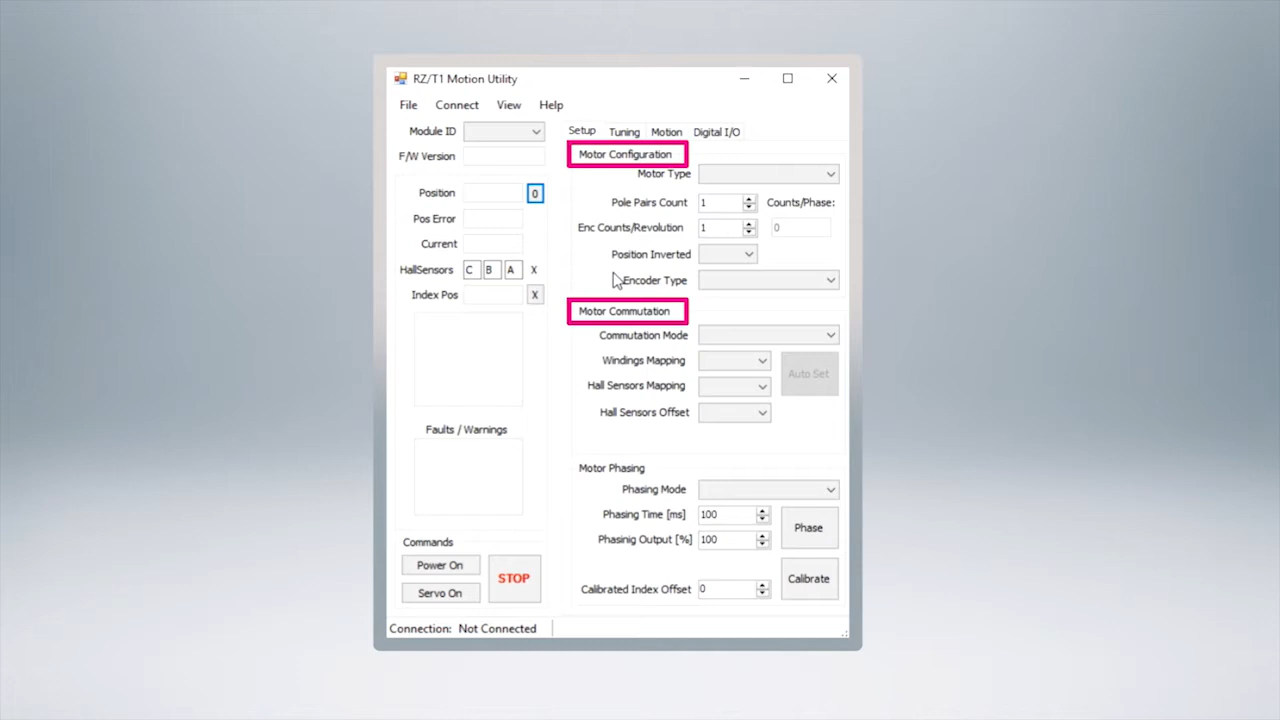 RZ/T1 Motion Utility
File Connect View Help
Module ID
F/W Version
Position 0
Pos Error
Current
HallSensors C B A X
Index Pos X
Faults / Warnings
Commands
Power On
Servo On
STOP
Setup Tuning Motion Digital I/O
Motor Configuration
Motor Type
Pole Pairs Count 1 Counts/Phase:
Enc Counts/Revolution 1 0
Position Inverted
Encoder Type
Motor Commutation
Commutation Mode
Windings Mapping
Auto Set
Hall Sensors Mapping
Hall Sensors Offset
Motor Phasing
Phasing Mode
Phasing Time [ms] 100
Phase
Phasinig Output [%] 100
Calibrated Index Offset 0
Calibrate
Connection: Not Connected